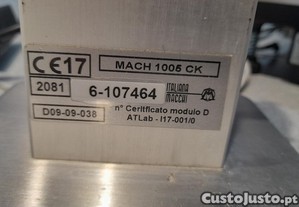 CE17
MACH 1005 CK
2081
6-107464
ITALIANA
MACCHI
D09-09-038
n° Certtficato modulo D
ATLab - I17-001/0
CustoJusto.pt